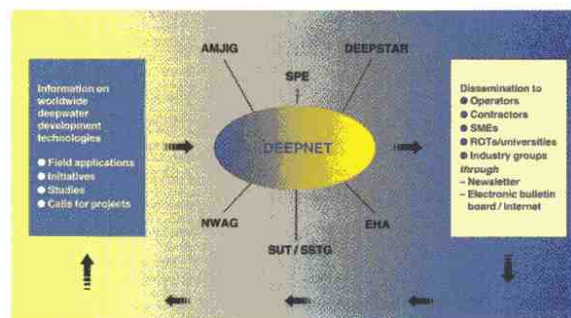 Information on
worldwide
deepwater
development
technologies
● Field applications
● Initiatives
● Studies
● Calls for projects
AMJIG
SPE
DEEPSTAR
DEEPNET
NWAG
SUT / SSTG
EHA
Dissemination to
● Operators
● Contractors
● SMEs
● ROTs/universities
● Industry groups
through
– Newsletter
– Electronic bulletin
board / Internet